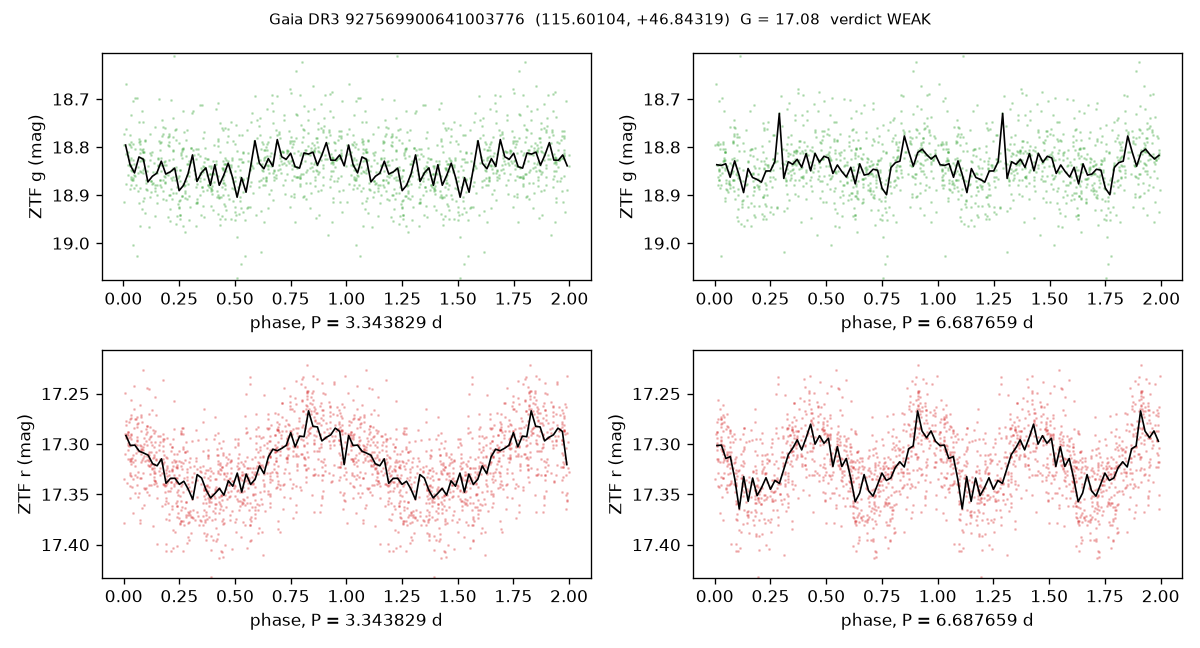 Gaia DR3 927569900641003776  (115.60104, +46.84319)  G = 17.08  verdict WEAK
ZTF g (mag)
18.7
18.8
18.9
19.0
0.00 0.25 0.50 0.75 1.00 1.25 1.50 1.75 2.00
phase, P = 3.343829 d
ZTF g (mag)
18.7
18.8
18.9
19.0
0.00 0.25 0.50 0.75 1.00 1.25 1.50 1.75 2.00
phase, P = 6.687659 d
ZTF r (mag)
17.25
17.30
17.35
17.40
0.00 0.25 0.50 0.75 1.00 1.25 1.50 1.75 2.00
phase, P = 3.343829 d
ZTF r (mag)
17.25
17.30
17.35
17.40
0.00 0.25 0.50 0.75 1.00 1.25 1.50 1.75 2.00
phase, P = 6.687659 d